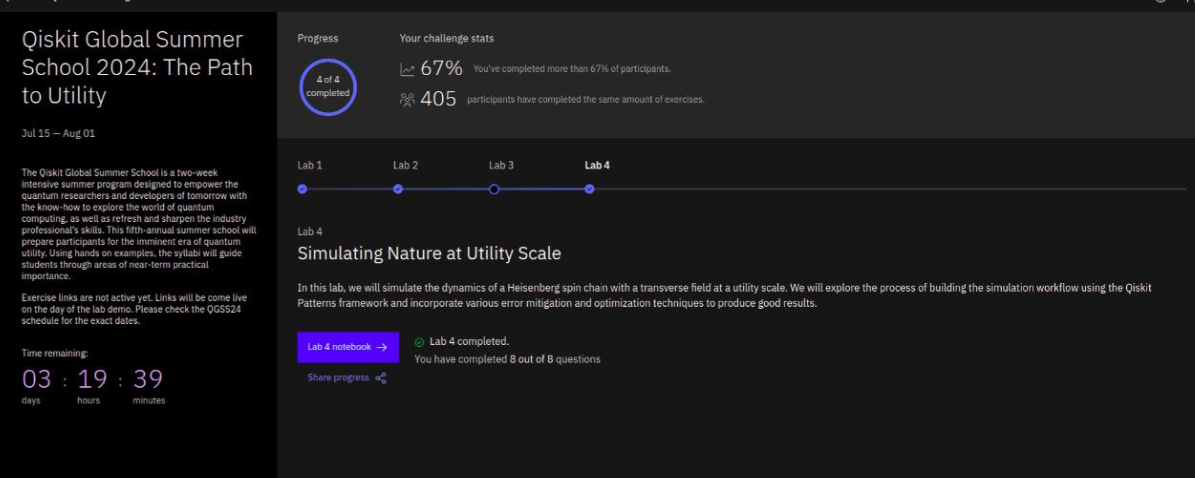 Qiskit Global Summer
School 2024: The Path
to Utility
Jul 15 — Aug 01
The Qiskit Global Summer School is a two-week
intensive summer program designed to empower the
quantum researchers and developers of tomorrow with
the know-how to explore the world of quantum
computing, as well as refresh and sharpen the industry
professional's skills. This fifth-annual summer school will
prepare participants for the imminent era of quantum
utility. Using hands on examples, the syllabi will guide
students through areas of near-term practical
importance.
Exercise links are not active yet. Links will be come live
on the day of the lab demo. Please check the QGSS24
schedule for the exact dates.
Time remaining:
03 : 19 : 39
days hours minutes
Progress
4 of 4
completed
Your challenge stats
67% You've completed more than 67% of participants.
405 participants have completed the same amount of exercises.
Lab 1 Lab 2 Lab 3 Lab 4
Lab 4
Simulating Nature at Utility Scale
In this lab, we will simulate the dynamics of a Heisenberg spin chain with a transverse field at a utility scale. We will explore the process of building the simulation workflow using the Qiskit
Patterns framework and incorporate various error mitigation and optimization techniques to produce good results.
Lab 4 notebook →
Lab 4 completed.
You have completed 8 out of 8 questions
Share progress